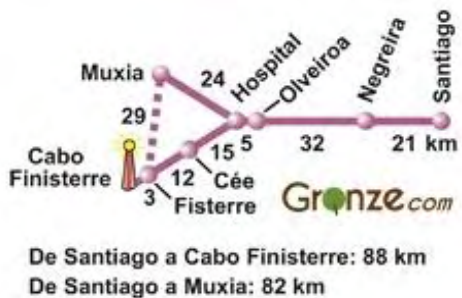 Muxia
24
Hospital
Olveiroa
Negreira
Santiago
29
Cabo
Finisterre
3
Fisterre
12
Cée
15
5
32
21 km
Gronze.com
De Santiago a Cabo Finisterre: 88 km
De Santiago a Muxia: 82 km